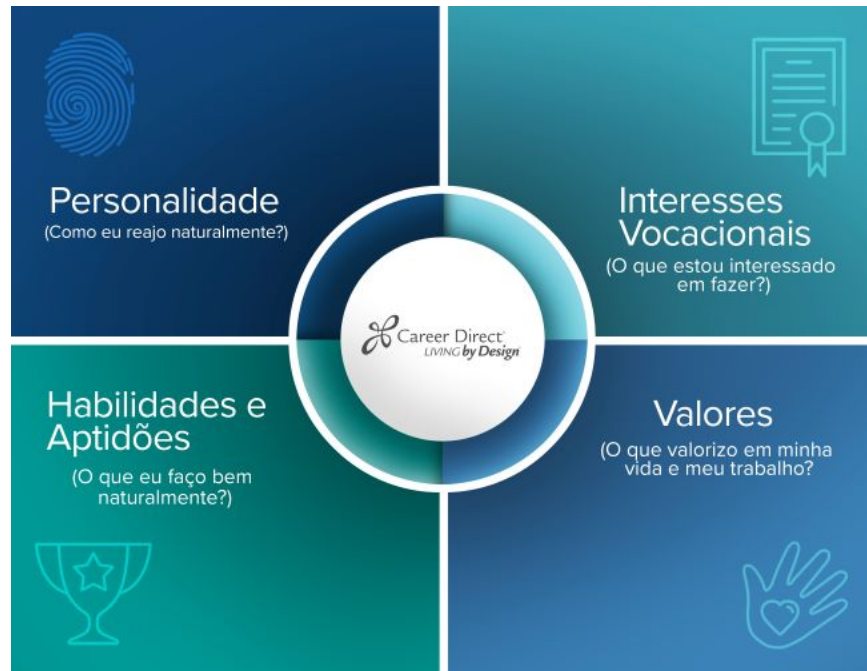 Personalidade
(Como eu reajo naturalmente?)
Interesses
Vocacionais
(O que estou interessado
em fazer?)
Career Direct®
LIVING by Design
Habilidades e
Aptidões
(O que eu faço bem
naturalmente?)
Valores
(O que valorizo em minha
vida e meu trabalho?